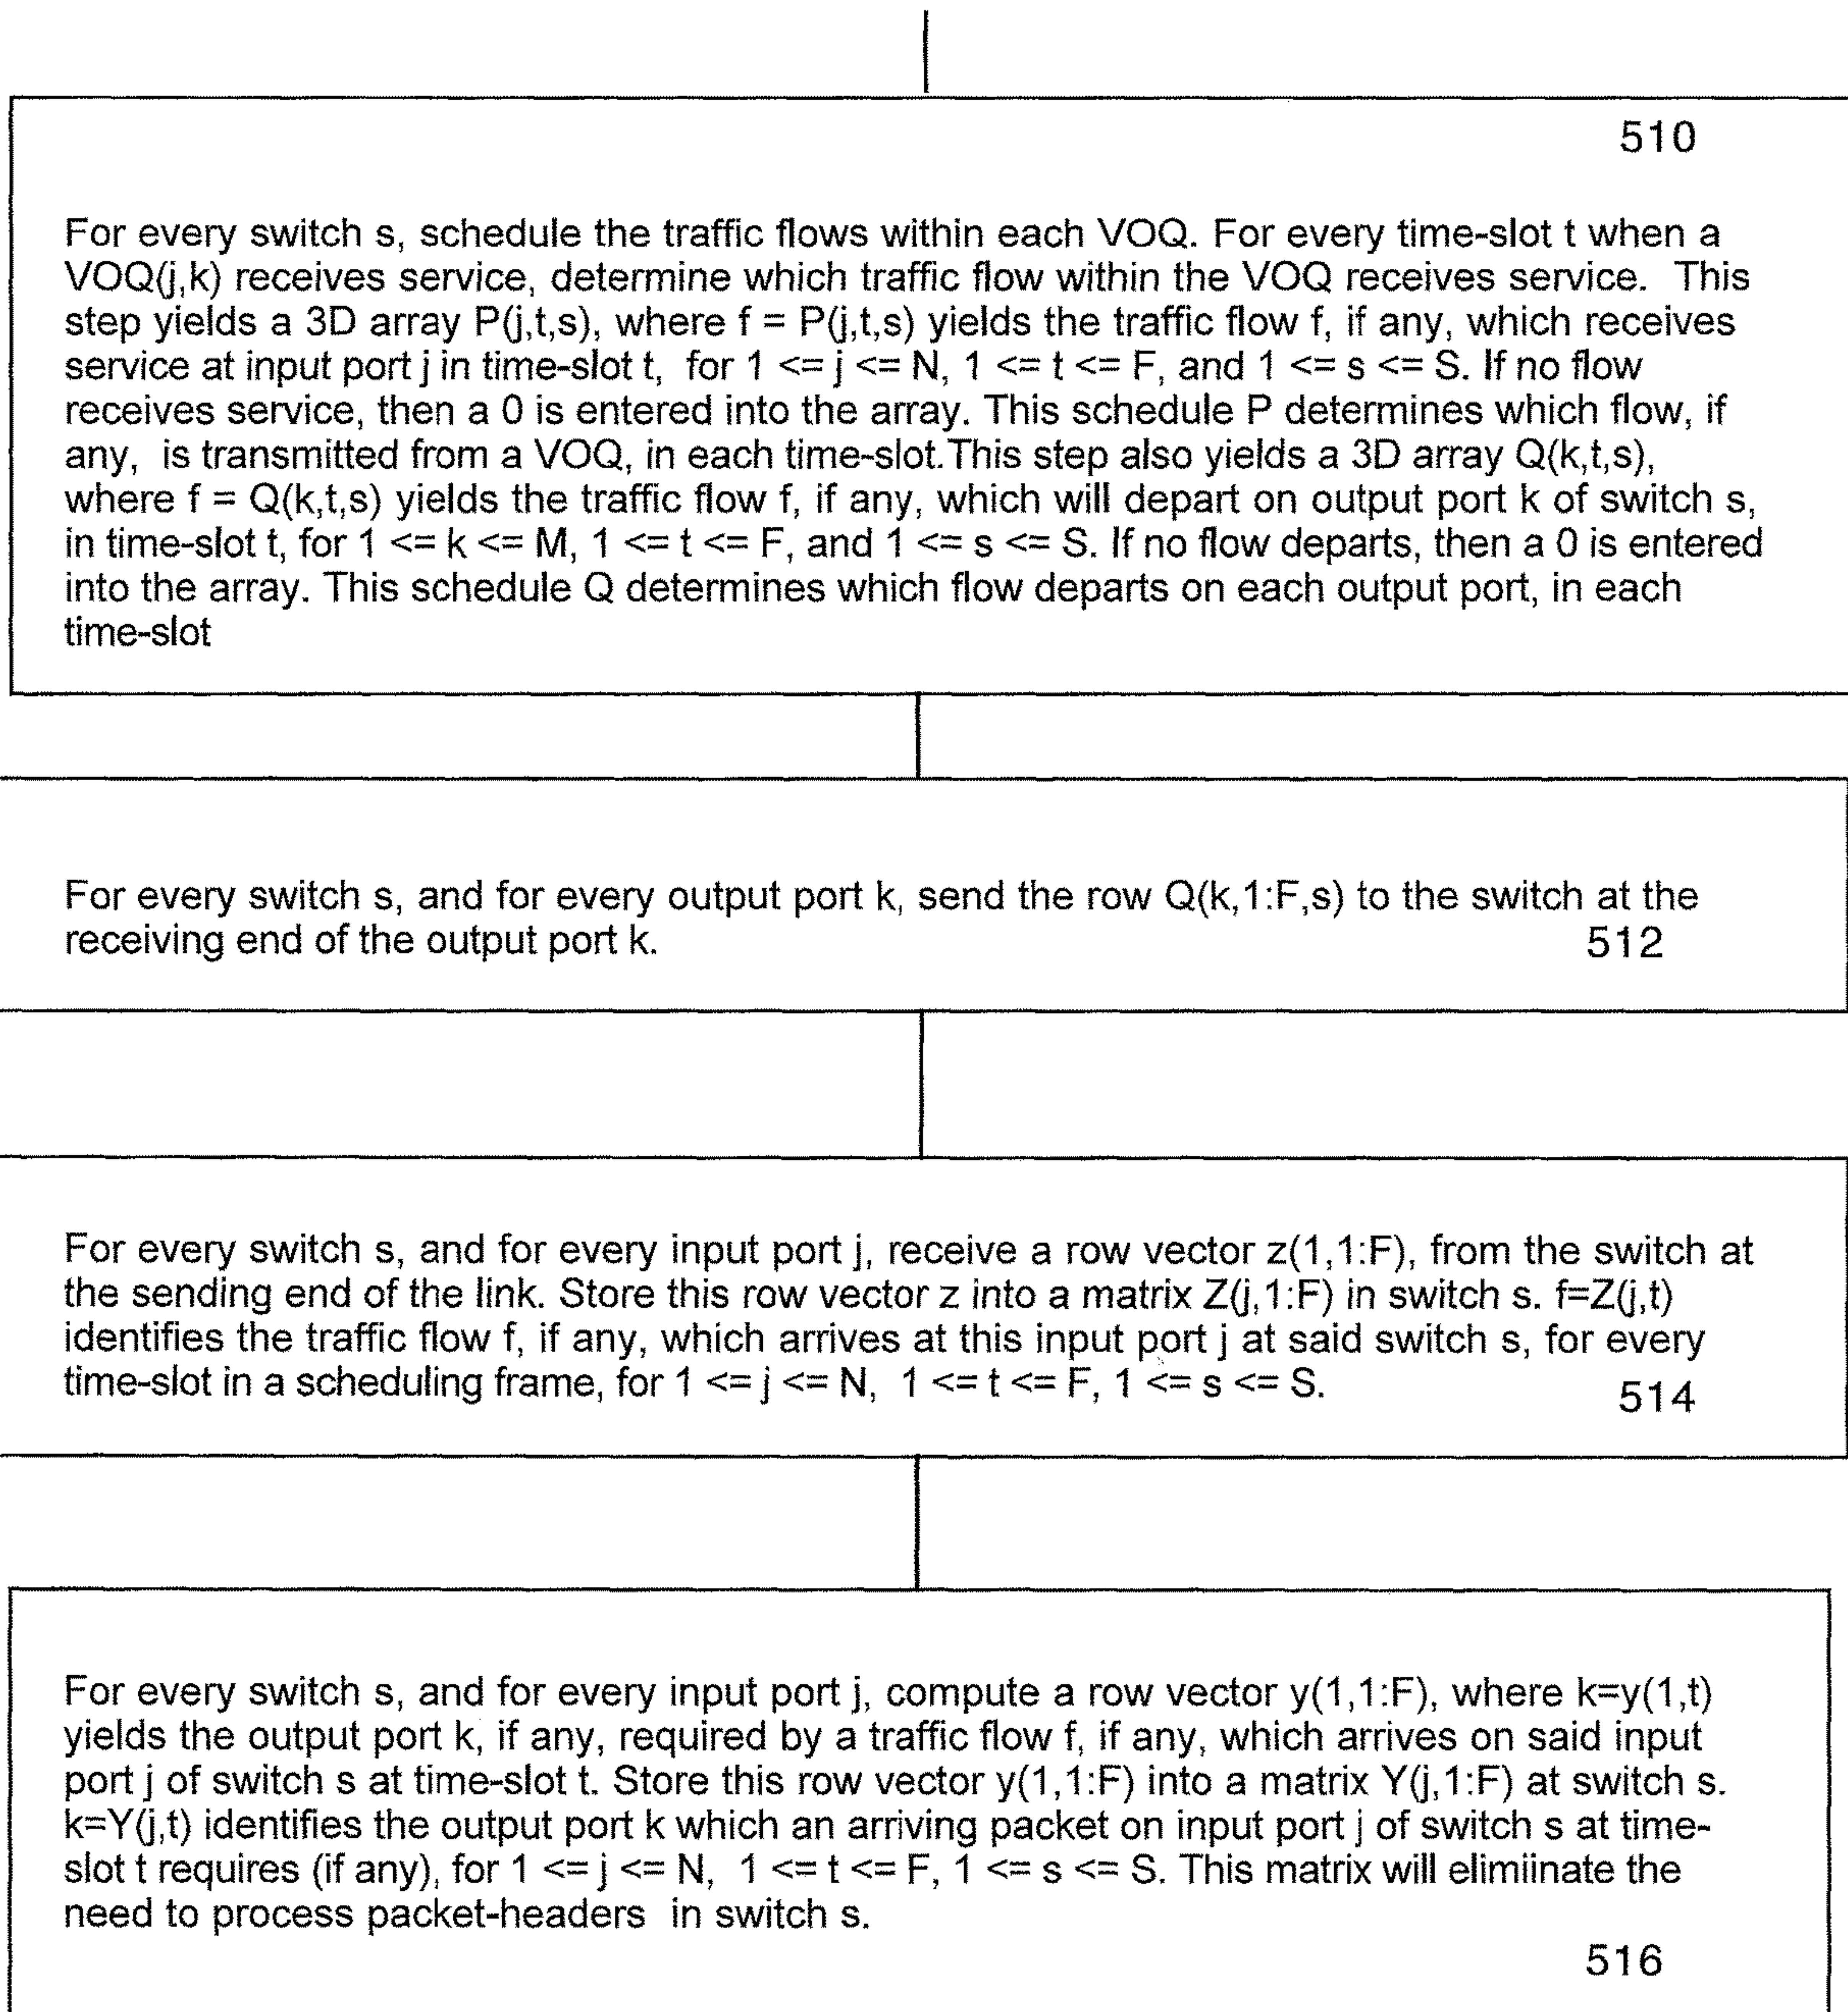 510
For every switch s, schedule the traffic flows within each VOQ. For every time-slot t when a
VOQ(j,k) receives service, determine which traffic flow within the VOQ receives service.  This
step yields a 3D array P(j,t,s), where f = P(j,t,s) yields the traffic flow f, if any, which receives
service at input port j in time-slot t,  for 1 <= j <= N, 1 <= t <= F, and 1 <= s <= S. If no flow
receives service, then a 0 is entered into the array. This schedule P determines which flow, if
any,  is transmitted from a VOQ, in each time-slot.This step also yields a 3D array Q(k,t,s),
where f = Q(k,t,s) yields the traffic flow f, if any, which will depart on output port k of switch s,
in time-slot t, for 1 <= k <= M, 1 <= t <= F, and 1 <= s <= S. If no flow departs, then a 0 is entered
into the array. This schedule Q determines which flow departs on each output port, in each
time-slot
For every switch s, and for every output port k, send the row Q(k,1:F,s) to the switch at the
receiving end of the output port k.
512
For every switch s, and for every input port j, receive a row vector z(1,1:F), from the switch at
the sending end of the link. Store this row vector z into a matrix Z(j,1:F) in switch s. f=Z(j,t)
identifies the traffic flow f, if any, which arrives at this input port j at said switch s, for every
time-slot in a scheduling frame, for 1 <= j <= N,  1 <= t <= F, 1 <= s <= S.
514
For every switch s, and for every input port j, compute a row vector y(1,1:F), where k=y(1,t)
yields the output port k, if any, required by a traffic flow f, if any, which arrives on said input
port j of switch s at time-slot t. Store this row vector y(1,1:F) into a matrix Y(j,1:F) at switch s.
k=Y(j,t) identifies the output port k which an arriving packet on input port j of switch s at time-
slot t requires (if any), for 1 <= j <= N,  1 <= t <= F, 1 <= s <= S. This matrix will elimiinate the
need to process packet-headers  in switch s.
516